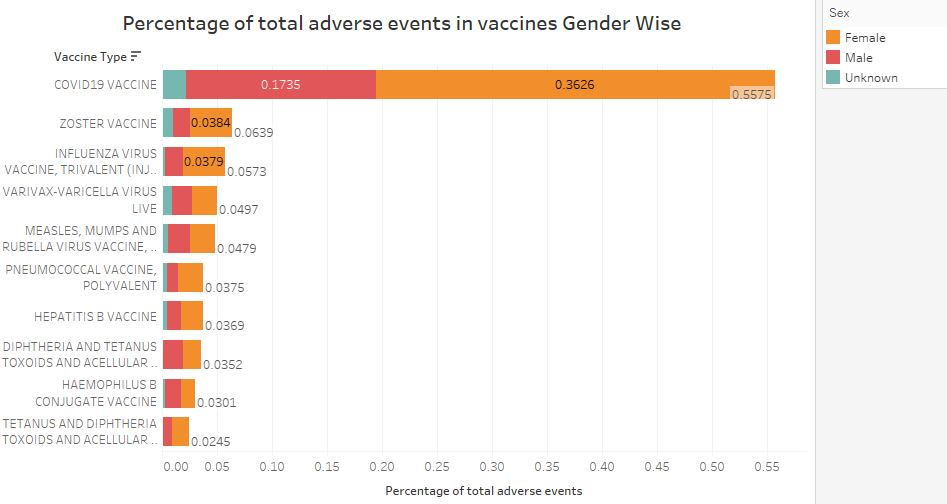 Percentage of total adverse events in vaccines Gender Wise
Sex
Female
Male
Unknown
Vaccine Type
COVID19 VACCINE
0.1735
0.3626
0.5575
ZOSTER VACCINE
0.0384
0.0639
INFLUENZA VIRUS
VACCINE, TRIVALENT (INJ..
0.0379
0.0573
VARIVAX-VARICELLA VIRUS
LIVE
0.0497
MEASLES, MUMPS AND
RUBELLA VIRUS VACCINE, ..
0.0479
PNEUMOCOCCAL VACCINE,
POLYVALENT
0.0375
HEPATITIS B VACCINE
0.0369
DIPHTHERIA AND TETANUS
TOXOIDS AND ACELLULAR ..
0.0352
HAEMOPHILUS B
CONJUGATE VACCINE
0.0301
TETANUS AND DIPHTHERIA
TOXOIDS AND ACELLULAR ..
0.0245
0.00 0.05 0.10 0.15 0.20 0.25 0.30 0.35 0.40 0.45 0.50 0.55
Percentage of total adverse events